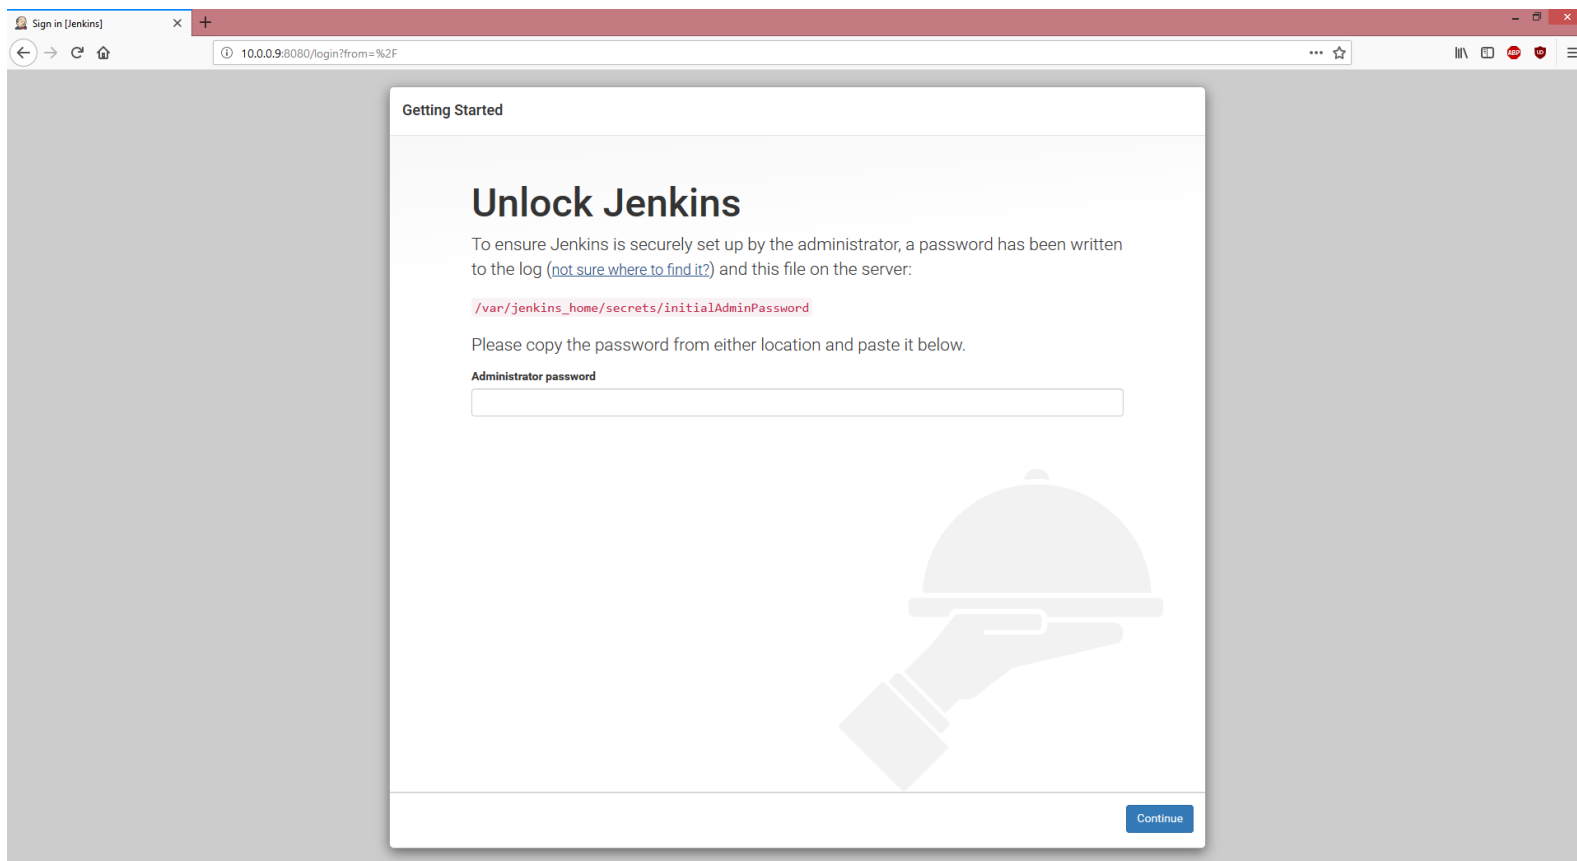 Sign in [Jenkins]
10.0.0.9:8080/login?from=%2F
ABP
Getting Started
Unlock Jenkins
To ensure Jenkins is securely set up by the administrator, a password has been written
to the log (not sure where to find it?) and this file on the server:
/var/jenkins_home/secrets/initialAdminPassword
Please copy the password from either location and paste it below.
Administrator password
Continue